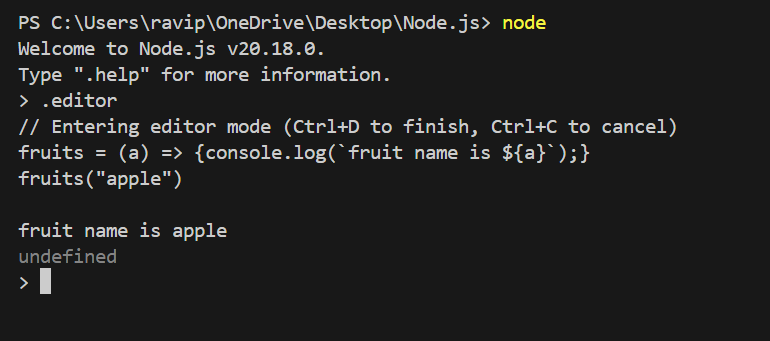 PS C:\Users\ravip\OneDrive\Desktop\Node.js> node
Welcome to Node.js v20.18.0.
Type ".help" for more information.
> .editor
// Entering editor mode (Ctrl+D to finish, Ctrl+C to cancel)
fruits = (a) => {console.log(`fruit name is ${a}`);}
fruits("apple")
fruit name is apple
undefined
>